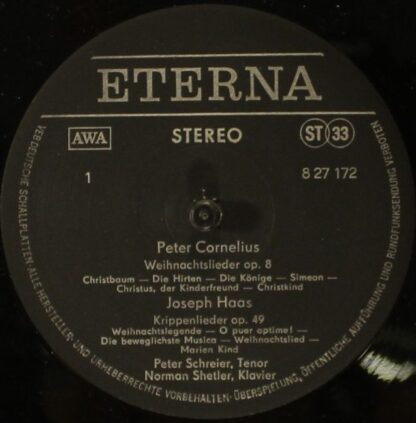 ETERNA
AWA
STEREO
ST 33
1
8 27 172
Peter Cornelius
Weihnachtslieder op. 8
Christbaum — Die Hirten — Die Könige — Simeon —
Christus, der Kinderfreund — Christkind
Joseph Haas
Krippenlieder op. 49
Weihnachtslegende — O puer optime! —
Die beweglichste Musica — Weihnachtslied —
Marien Kind
Peter Schreier, Tenor
Norman Shetler, Klavier
VEB DEUTSCHE SCHALLPLATTEN ALLE HERSTELLER- UND URHEBERRECHTE VORBEHALTEN · ÜBERSPIELUNG, ÖFFENTLICHE AUFFÜHRUNG UND RUNDFUNKSENDUNG VERBOTEN